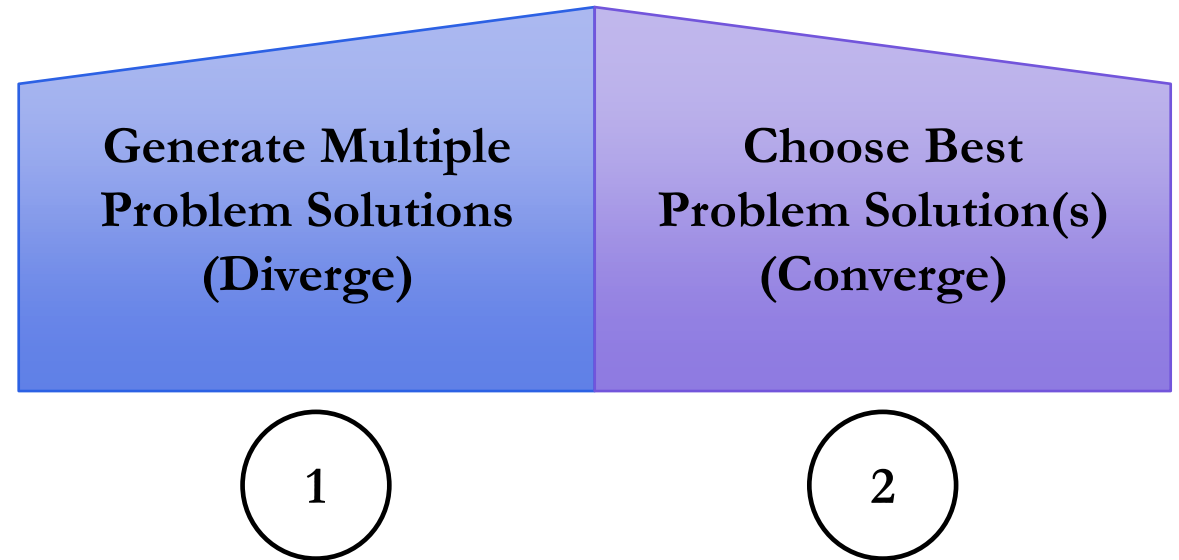 Generate Multiple
Problem Solutions
(Diverge)
Choose Best
Problem Solution(s)
(Converge)
1
2